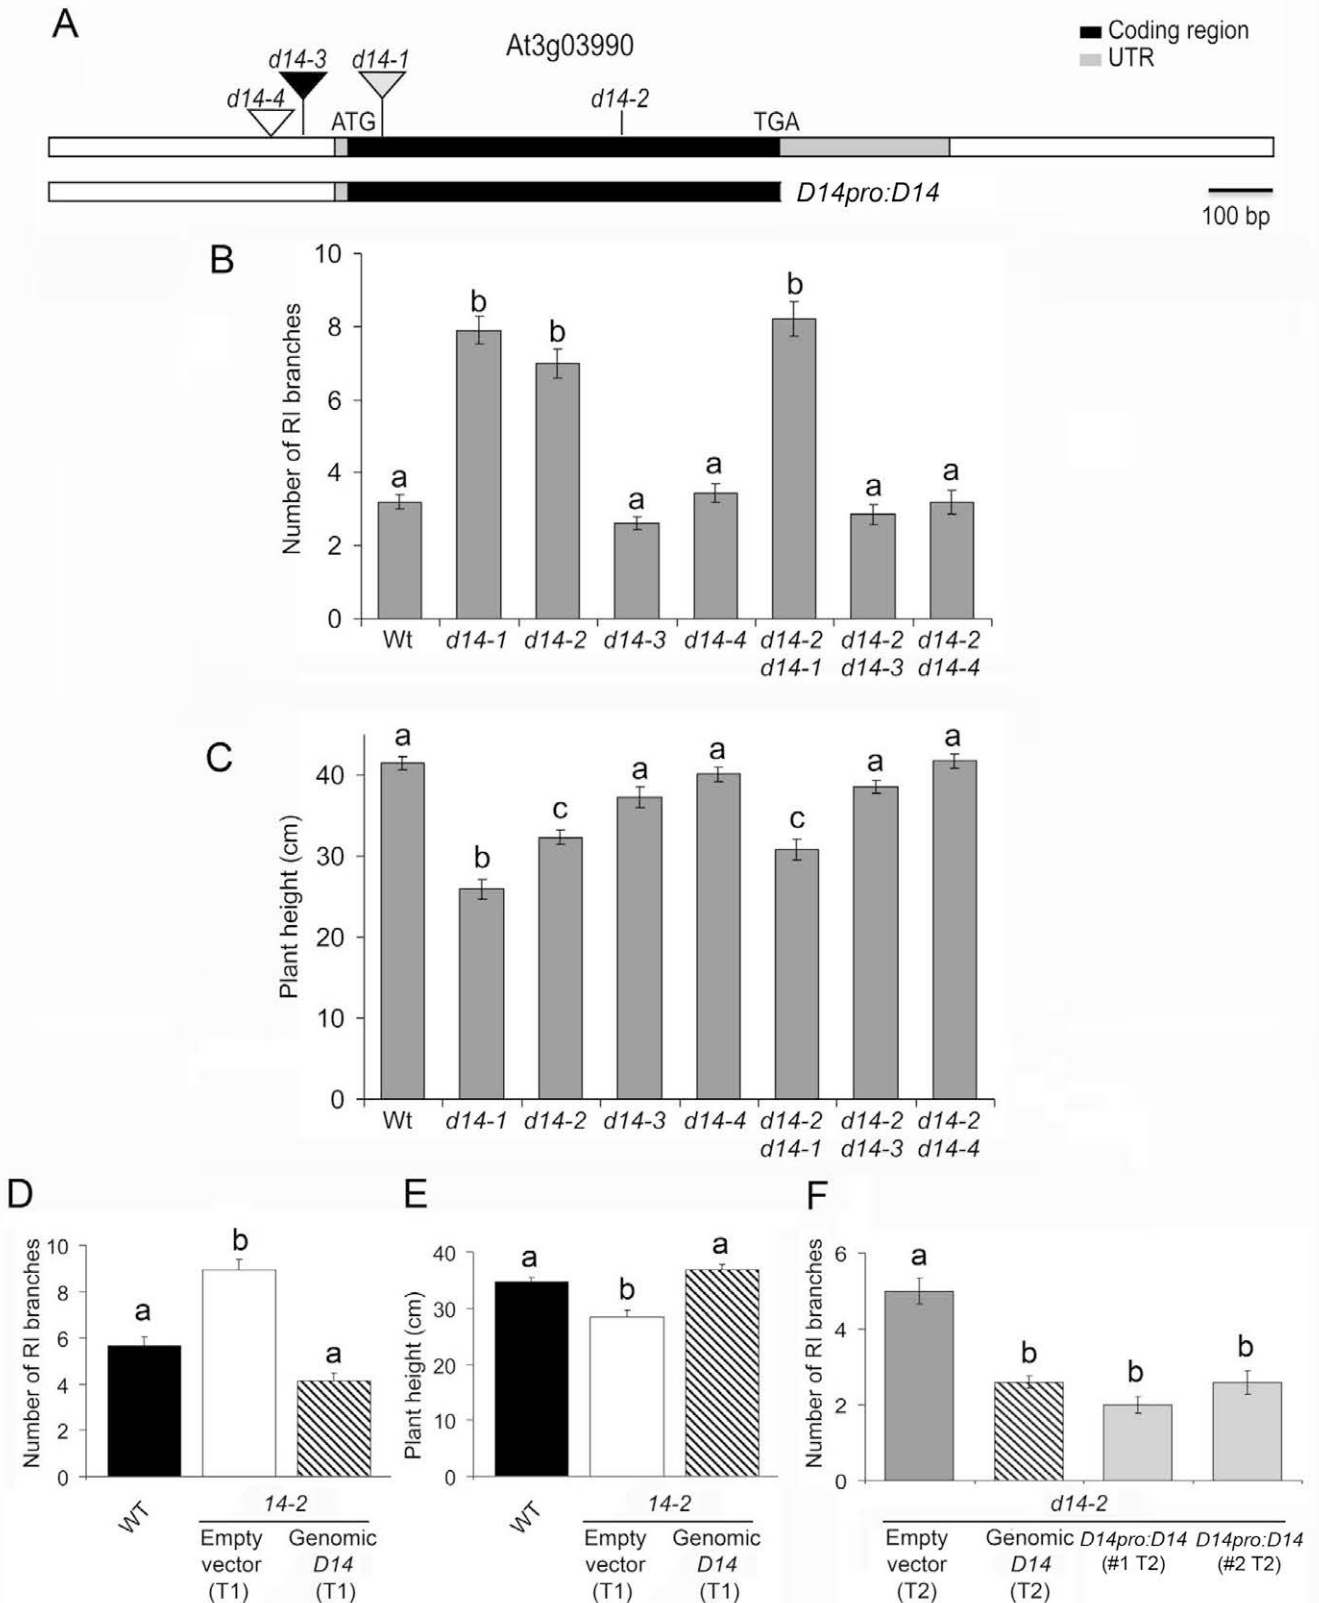 A
At3g03990
Coding region
UTR
d14-3
d14-1
d14-4
ATG
d14-2
TGA
D14pro:D14
100 bp
B
Number of RI branches
10
8
6
4
2
0
a
b
b
a
a
b
a
a
Wt
d14-1
d14-2
d14-3
d14-4
d14-2
d14-1
d14-2
d14-3
d14-2
d14-4
C
Plant height (cm)
40
30
20
10
0
a
b
c
a
a
c
a
a
Wt
d14-1
d14-2
d14-3
d14-4
d14-2
d14-1
d14-2
d14-3
d14-2
d14-4
D
Number of RI branches
10
8
6
4
2
0
a
b
a
WT
14-2
Empty
vector
(T1)
Genomic
D14
(T1)
E
Plant height (cm)
40
30
20
10
0
a
b
a
WT
14-2
Empty
vector
(T1)
Genomic
D14
(T1)
F
Number of RI branches
6
4
2
0
a
b
b
b
d14-2
Empty
vector
(T2)
Genomic
D14
(T2)
D14pro:D14
(#1 T2)
D14pro:D14
(#2 T2)